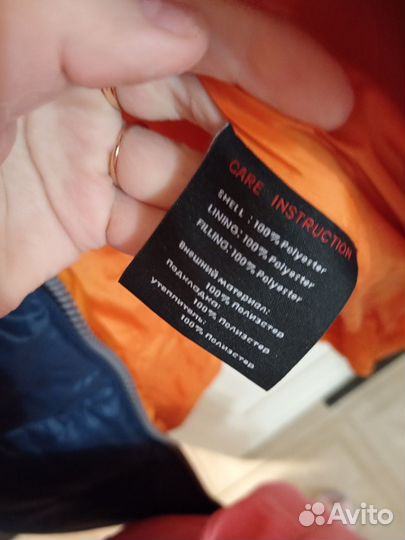 CARE INSTRUCTION
SHELL : 100% Polyester
LINING: 100% Polyester
FILLING: 100% Polyester
Внешний материал:
100% Полиэстер
Подкладка:
100% Полиэстер
утеплитель:
100% Полиэстер
Avito